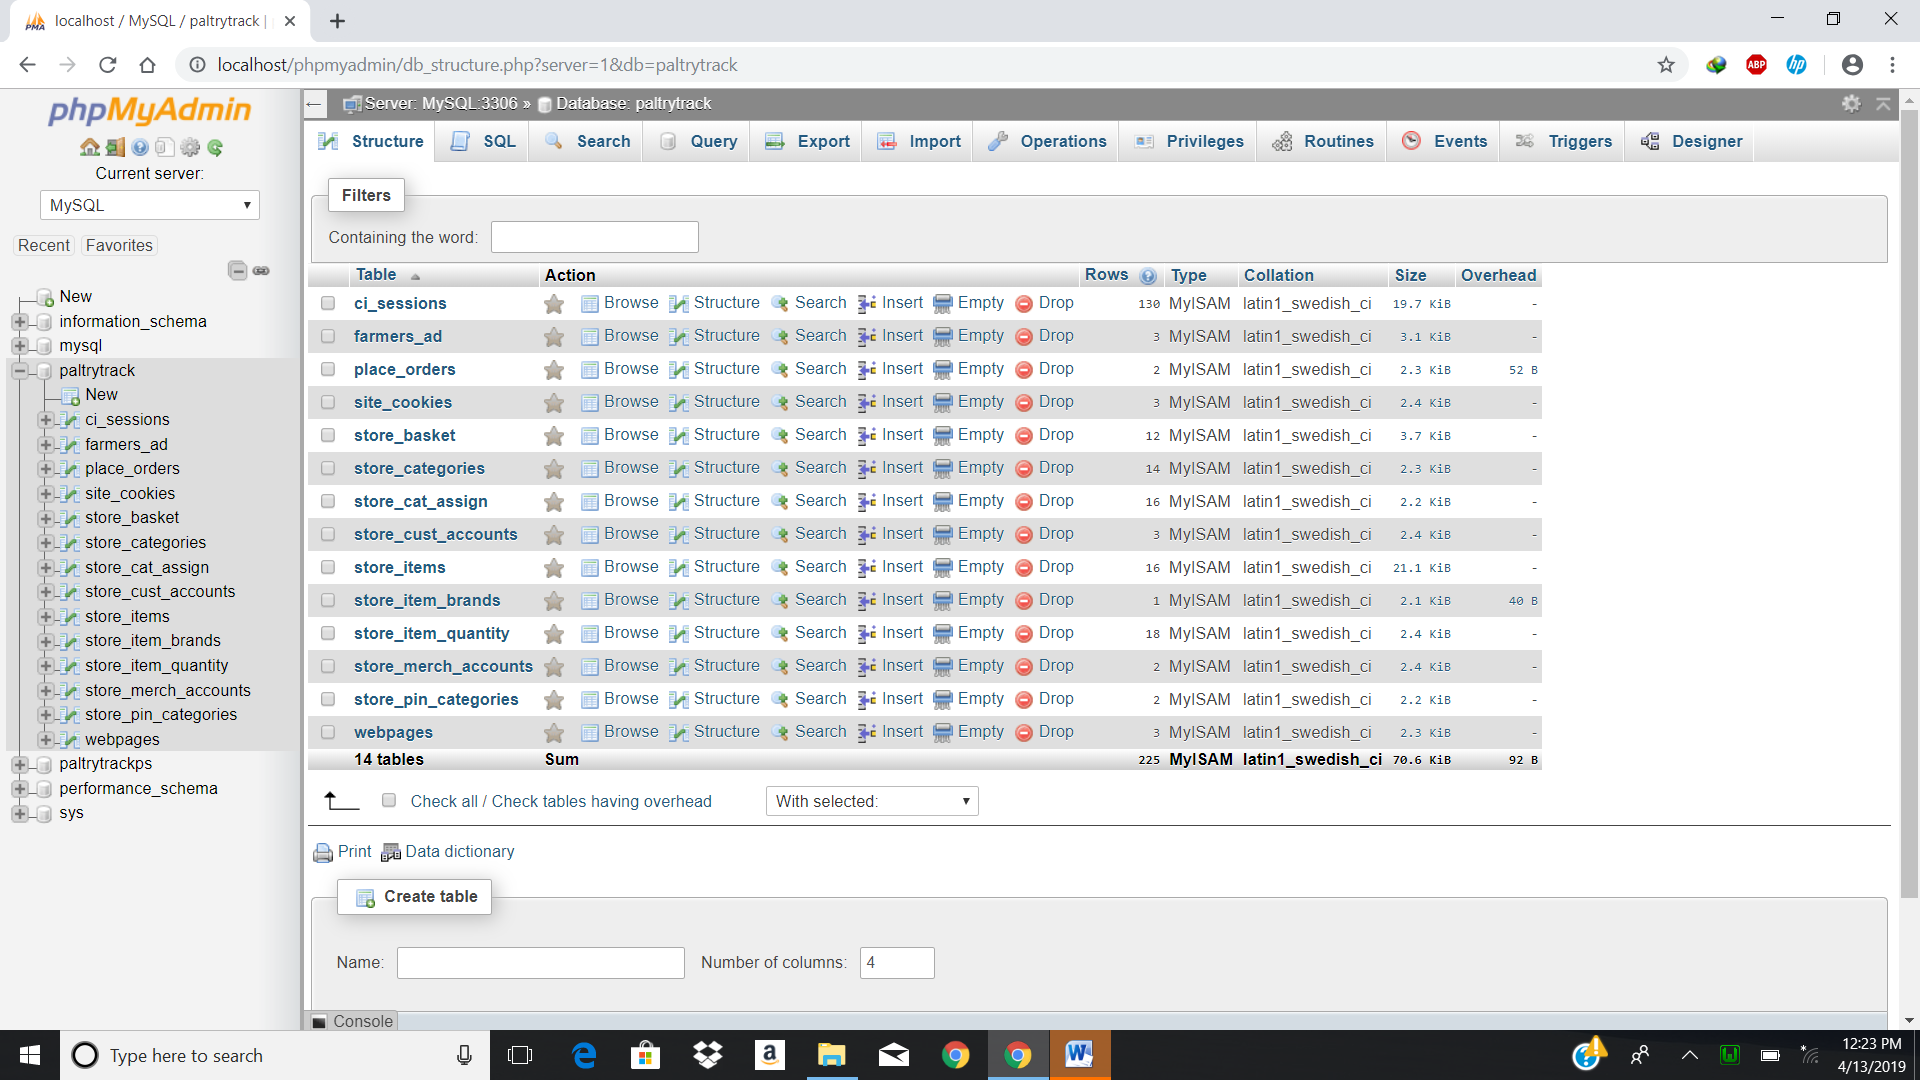 localhost / MySQL / paltrytrack |
localhost/phpmyadmin/db_structure.php?server=1&db=paltrytrack
ABP
hp
phpMyAdmin
Current server:
MySQL
Recent Favorites
New
information_schema
mysql
paltrytrack
New
ci_sessions
farmers_ad
place_orders
site_cookies
store_basket
store_categories
store_cat_assign
store_cust_accounts
store_items
store_item_brands
store_item_quantity
store_merch_accounts
store_pin_categories
webpages
paltrytrackps
performance_schema
sys
Server: MySQL:3306 » Database: paltrytrack
Structure SQL Search Query Export Import Operations Privileges Routines Events Triggers Designer
Filters
Containing the word:
Table Action Rows Type Collation Size Overhead
ci_sessions Browse Structure Search Insert Empty Drop 130 MyISAM latin1_swedish_ci 19.7 KiB -
farmers_ad Browse Structure Search Insert Empty Drop 3 MyISAM latin1_swedish_ci 3.1 KiB -
place_orders Browse Structure Search Insert Empty Drop 2 MyISAM latin1_swedish_ci 2.3 KiB 52 B
site_cookies Browse Structure Search Insert Empty Drop 3 MyISAM latin1_swedish_ci 2.4 KiB -
store_basket Browse Structure Search Insert Empty Drop 12 MyISAM latin1_swedish_ci 3.7 KiB -
store_categories Browse Structure Search Insert Empty Drop 14 MyISAM latin1_swedish_ci 2.3 KiB -
store_cat_assign Browse Structure Search Insert Empty Drop 16 MyISAM latin1_swedish_ci 2.2 KiB -
store_cust_accounts Browse Structure Search Insert Empty Drop 3 MyISAM latin1_swedish_ci 2.4 KiB -
store_items Browse Structure Search Insert Empty Drop 16 MyISAM latin1_swedish_ci 21.1 KiB -
store_item_brands Browse Structure Search Insert Empty Drop 1 MyISAM latin1_swedish_ci 2.1 KiB 40 B
store_item_quantity Browse Structure Search Insert Empty Drop 18 MyISAM latin1_swedish_ci 2.4 KiB -
store_merch_accounts Browse Structure Search Insert Empty Drop 2 MyISAM latin1_swedish_ci 2.4 KiB -
store_pin_categories Browse Structure Search Insert Empty Drop 2 MyISAM latin1_swedish_ci 2.2 KiB -
webpages Browse Structure Search Insert Empty Drop 3 MyISAM latin1_swedish_ci 2.3 KiB -
14 tables Sum 225 MyISAM latin1_swedish_ci 70.6 KiB 92 B
Check all / Check tables having overhead With selected:
Print Data dictionary
Create table
Name: Number of columns: 4
Console
Type here to search
12:23 PM
4/13/2019